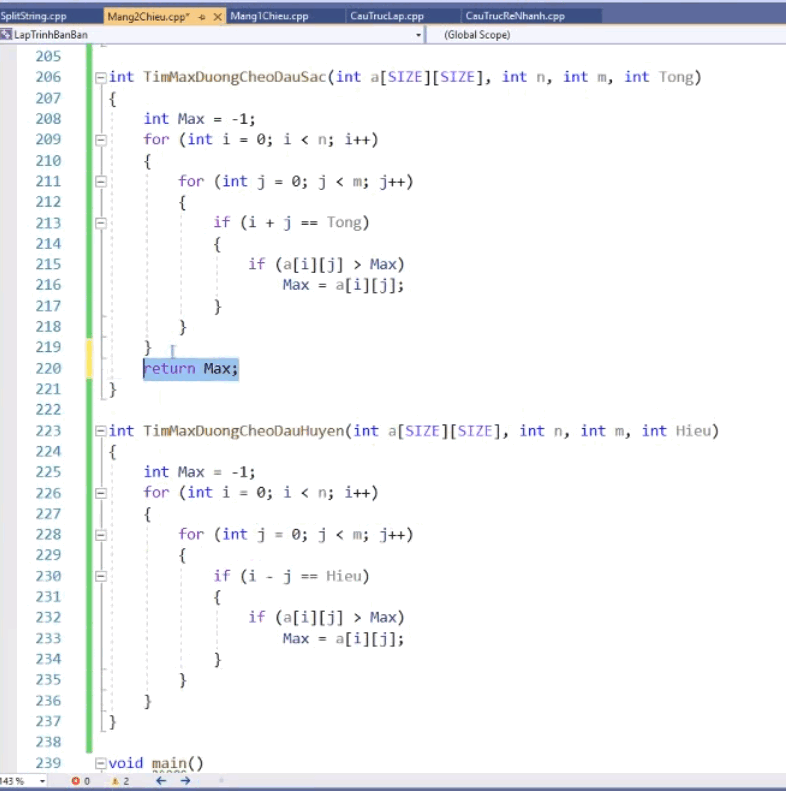 SplitString.cpp
Mang2Chieu.cpp*
Mang1Chieu.cpp
CauTrucLap.cpp
CauTrucReNhanh.cpp
LapTrinhBanBan
(Global Scope)
205
206 int TimMaxDuongCheoDauSac(int a[SIZE][SIZE], int n, int m, int Tong)
207 {
208 int Max = -1;
209 for (int i = 0; i < n; i++)
210 {
211 for (int j = 0; j < m; j++)
212 {
213 if (i + j == Tong)
214 {
215 if (a[i][j] > Max)
216 Max = a[i][j];
217 }
218 }
219 }
220 return Max;
221 }
222
223 int TimMaxDuongCheoDauHuyen(int a[SIZE][SIZE], int n, int m, int Hieu)
224 {
225 int Max = -1;
226 for (int i = 0; i < n; i++)
227 {
228 for (int j = 0; j < m; j++)
229 {
230 if (i - j == Hieu)
231 {
232 if (a[i][j] > Max)
233 Max = a[i][j];
234 }
235 }
236 }
237 }
238
239 void main()
143 % 0 2